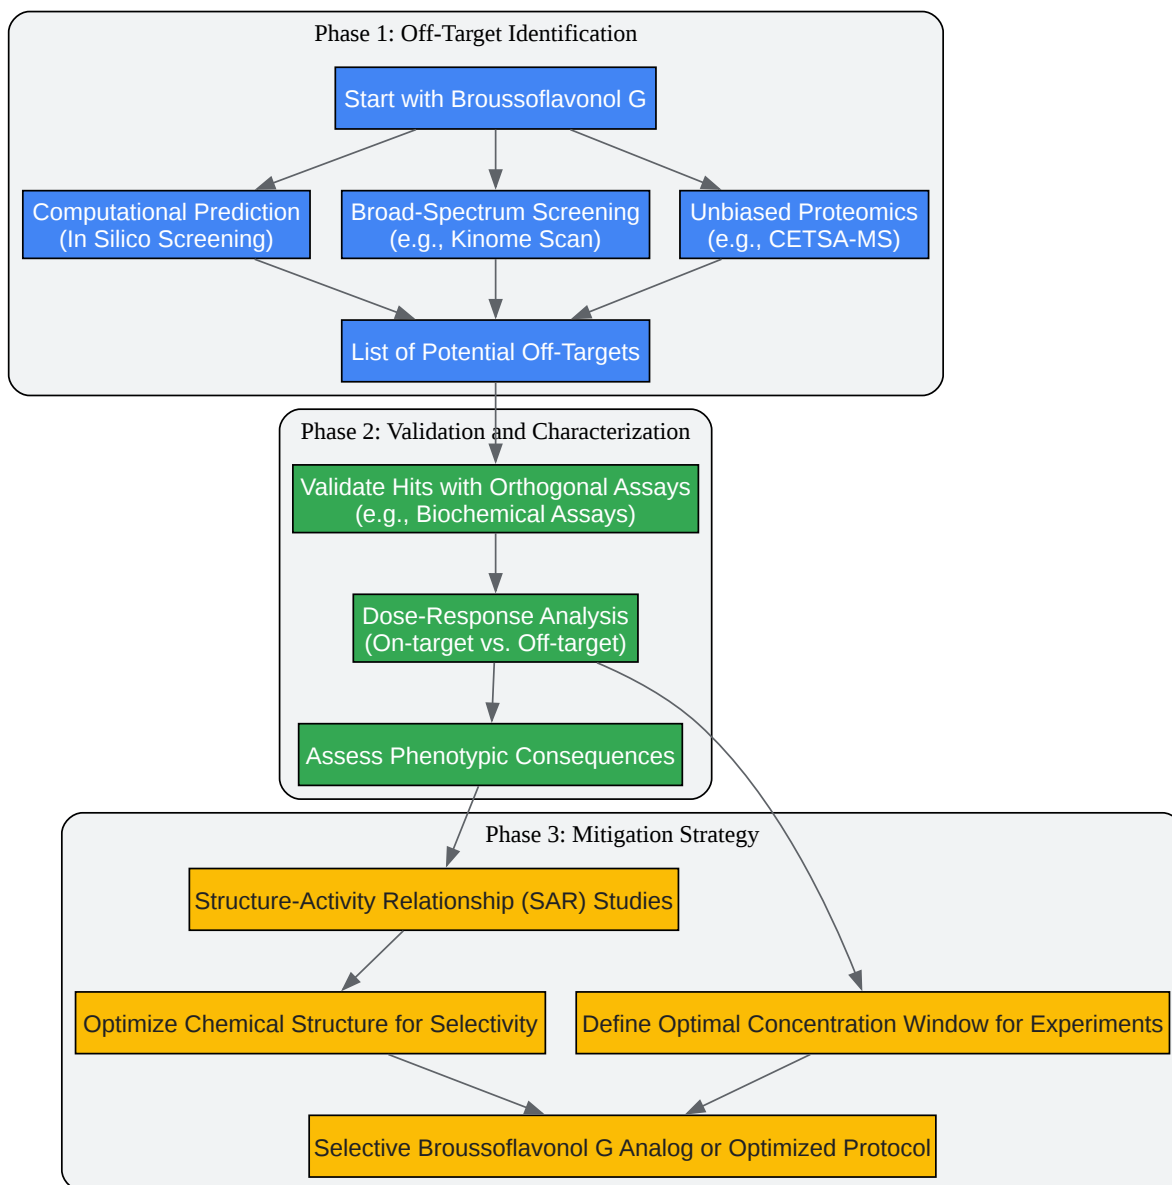 Phase 1: Off-Target Identification
Start with Broussoflavonol G
Computational Prediction
(In Silico Screening)
Broad-Spectrum Screening
(e.g., Kinome Scan)
Unbiased Proteomics
(e.g., CETSA-MS)
List of Potential Off-Targets
Phase 2: Validation and Characterization
Validate Hits with Orthogonal Assays
(e.g., Biochemical Assays)
Dose-Response Analysis
(On-target vs. Off-target)
Assess Phenotypic Consequences
Phase 3: Mitigation Strategy
Structure-Activity Relationship (SAR) Studies
Optimize Chemical Structure for Selectivity
Define Optimal Concentration Window for Experiments
Selective Broussoflavonol G Analog or Optimized Protocol